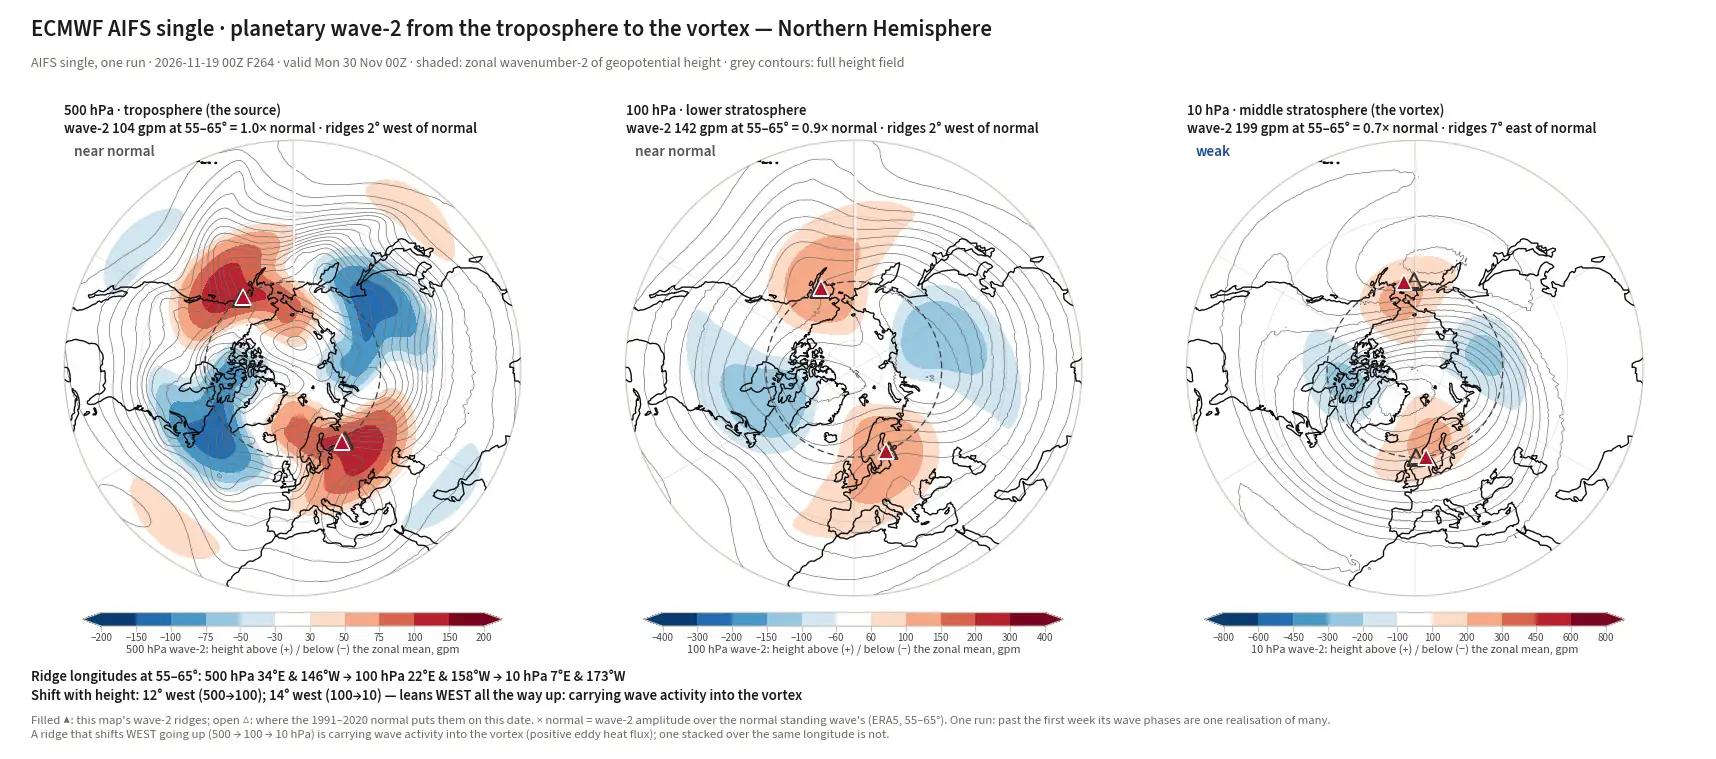 ECMWF AIFS single · planetary wave-2 from the troposphere to the vortex — Northern Hemisphere
AIFS single, one run · 2026-11-19 00Z F264 · valid Mon 30 Nov 00Z · shaded: zonal wavenumber-2 of geopotential height · grey contours: full height field
500 hPa · troposphere (the source)
wave-2 104 gpm at 55–65° = 1.0× normal · ridges 2° west of normal
near normal
100 hPa · lower stratosphere
wave-2 142 gpm at 55–65° = 0.9× normal · ridges 2° west of normal
near normal
10 hPa · middle stratosphere (the vortex)
wave-2 199 gpm at 55–65° = 0.7× normal · ridges 7° east of normal
weak
−200 −150 −100 −75 −50 −30 30 50 75 100 150 200
500 hPa wave-2: height above (+) / below (−) the zonal mean, gpm
−400 −300 −200 −150 −100 −60 60 100 150 200 300 400
100 hPa wave-2: height above (+) / below (−) the zonal mean, gpm
−800 −600 −450 −300 −200 −100 100 200 300 450 600 800
10 hPa wave-2: height above (+) / below (−) the zonal mean, gpm
Ridge longitudes at 55–65°: 500 hPa 34°E & 146°W → 100 hPa 22°E & 158°W → 10 hPa 7°E & 173°W
Shift with height: 12° west (500→100); 14° west (100→10) — leans WEST all the way up: carrying wave activity into the vortex
Filled ▲: this map's wave-2 ridges; open △: where the 1991–2020 normal puts them on this date. × normal = wave-2 amplitude over the normal standing wave's (ERA5, 55–65°). One run: past the first week its wave phases are one realisation of many.
A ridge that shifts WEST going up (500 → 100 → 10 hPa) is carrying wave activity into the vortex (positive eddy heat flux); one stacked over the same longitude is not.